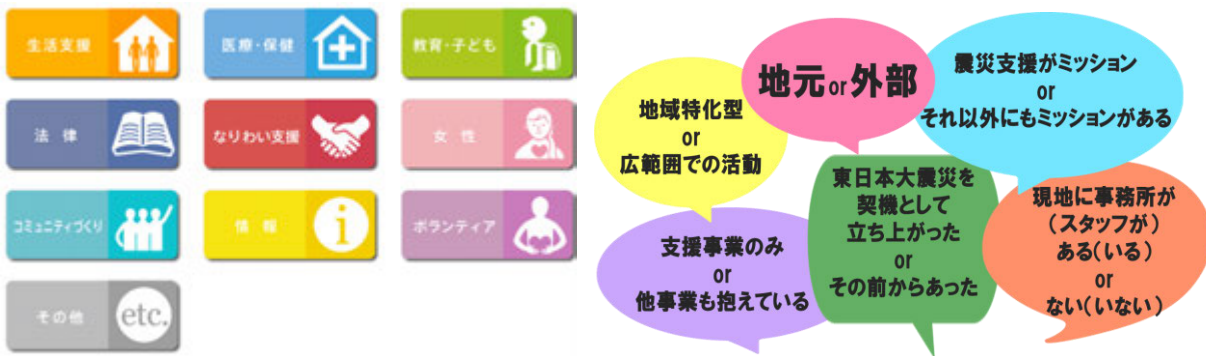 生活支援
医療・保健
教育・子ども
法律
なりわい支援
女性
コミュニティづくり
情報
i
ボランティア
その他
etc.
地域特化型
or
広範囲での活動
地元or外部
震災支援がミッション
or
それ以外にもミッションがある
支援事業のみ
or
他事業も抱えている
東日本大震災を
契機として
立ち上がった
or
その前からあった
現地に事務所が
(スタッフが)
ある(いる)
or
ない(いない)